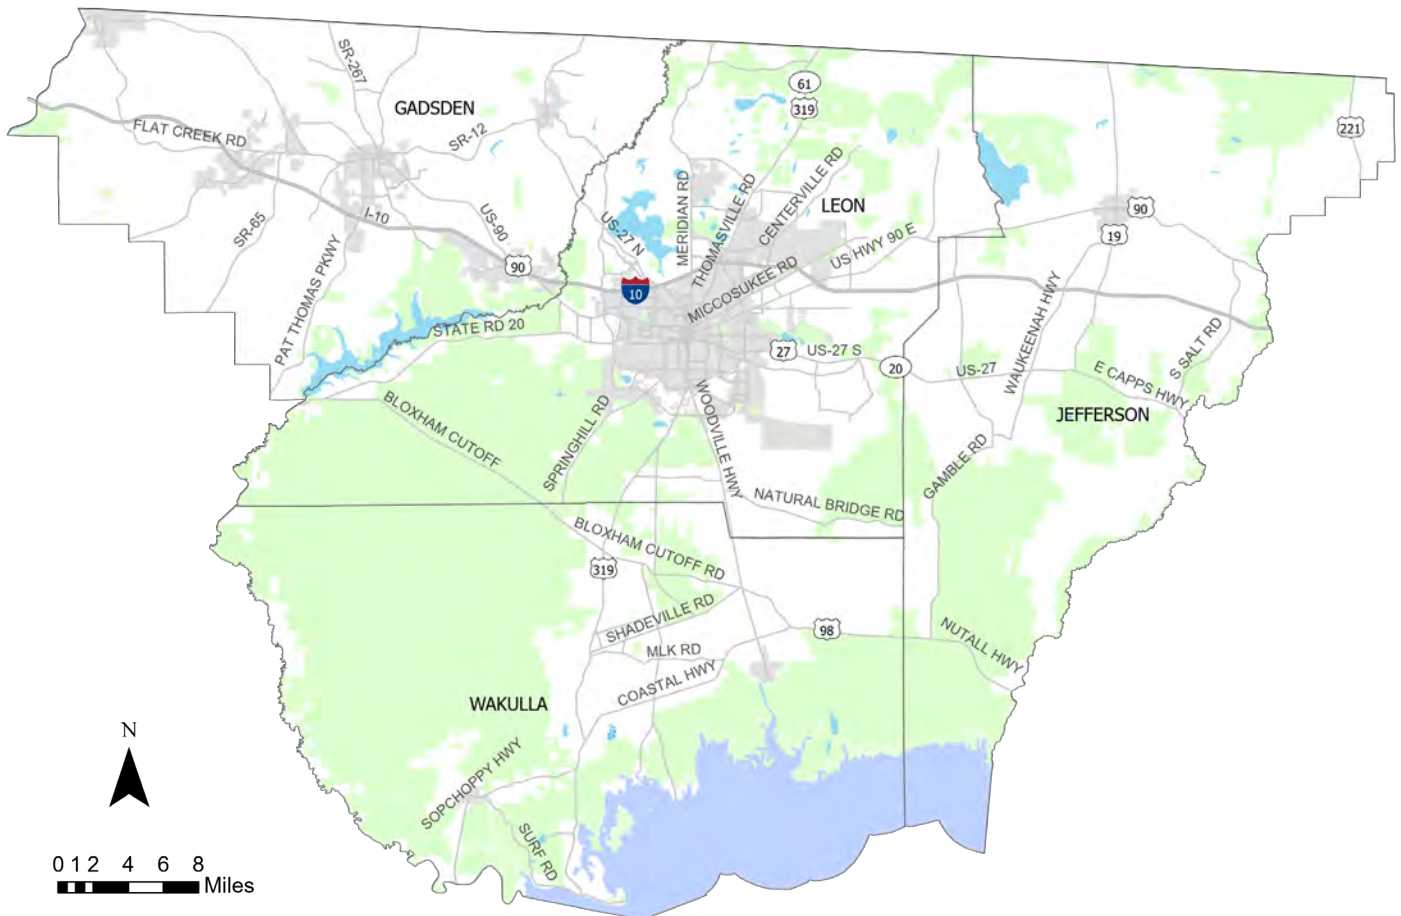 SR-267
61
GADSDEN
319
221
FLAT CREEK RD
SR-12
CENTERVILLE RD
MERIDIAN RD
THOMASVILLE RD
LEON
90
SR-65
I-10
US-90
US-27 N
19
US HWY 90 E
MICCOSUKEE RD
90
10
PAT THOMAS PKWY
STATE RD 20
WAUKEENAH HWY
S SALT RD
27
US-27 S
20
US-27
E CAPPS HWY
JEFFERSON
BLOXHAM CUTOFF
SPRINGHILL RD
WOODVILLE HWY
GAMBLE RD
NATURAL BRIDGE RD
BLOXHAM CUTOFF RD
319
SHADEVILLE RD
98
NUTALL HWY
MLK RD
COASTAL HWY
WAKULLA
N
SOPCHOPPY HWY
SURF RD
0 1 2 4 6 8
Miles